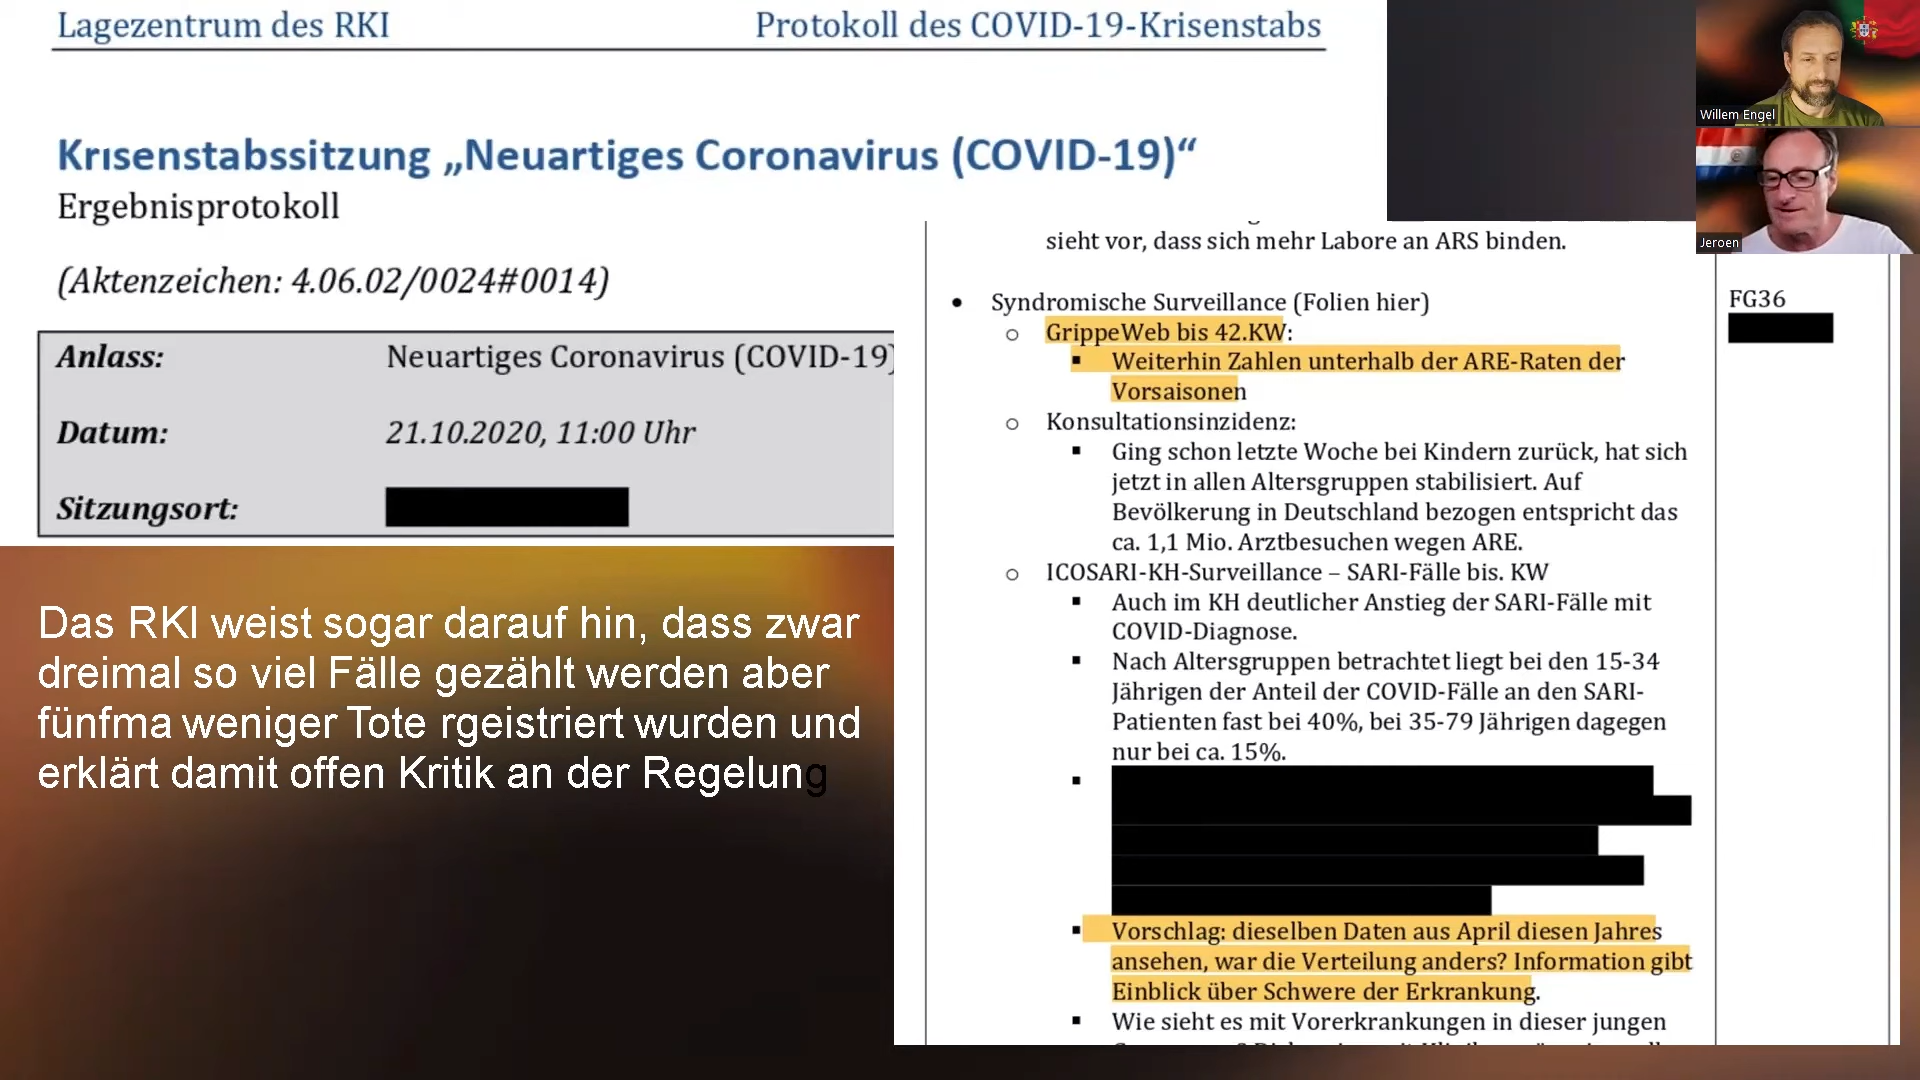 Lagezentrum des RKI
Protokoll des COVID-19-Krisenstabs
Krisenstabssitzung „Neuartiges Coronavirus (COVID-19)“
Ergebnisprotokoll
(Aktenzeichen: 4.06.02/0024#0014)
Anlass: Neuartiges Coronavirus (COVID-19)
Datum: 21.10.2020, 11:00 Uhr
Sitzungsort:
Das RKI weist sogar darauf hin, dass zwar
dreimal so viel Fälle gezählt werden aber
fünfma weniger Tote rgeistriert wurden und
erklärt damit offen Kritik an der Regelung
sieht vor, dass sich mehr Labore an ARS binden.
• Syndromische Surveillance (Folien hier)
o GrippeWeb bis 42.KW:
▪ Weiterhin Zahlen unterhalb der ARE-Raten der
Vorsaisonen
o Konsultationsinzidenz:
▪ Ging schon letzte Woche bei Kindern zurück, hat sich
jetzt in allen Altersgruppen stabilisiert. Auf
Bevölkerung in Deutschland bezogen entspricht das
ca. 1,1 Mio. Arztbesuchen wegen ARE.
o ICOSARI-KH-Surveillance – SARI-Fälle bis. KW
▪ Auch im KH deutlicher Anstieg der SARI-Fälle mit
COVID-Diagnose.
▪ Nach Altersgruppen betrachtet liegt bei den 15-34
Jährigen der Anteil der COVID-Fälle an den SARI-
Patienten fast bei 40%, bei 35-79 Jährigen dagegen
nur bei ca. 15%.
▪
▪ Vorschlag: dieselben Daten aus April diesen Jahres
ansehen, war die Verteilung anders? Information gibt
Einblick über Schwere der Erkrankung.
▪ Wie sieht es mit Vorerkrankungen in dieser jungen
FG36
Willem Engel
Jeroen